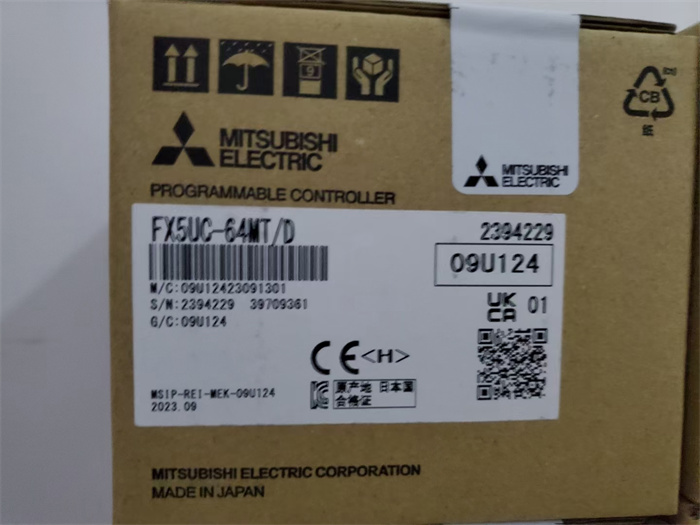 9
CB
紙
MITSUBISHI
ELECTRIC
MITSUBISHI
ELECTRIC
PROGRAMMABLE CONTROLLER
FX5UC-64MT/D
2394229
09U124
M/C:09U12423091301
S/N:2394229 39709361
G/C:09U124
UK
CA 01
CE <H>
MSIP-REI-MEK-09U124
2023.09
原产地 日本国
合格证
MITSUBISHI ELECTRIC CORPORATION
MADE IN JAPAN